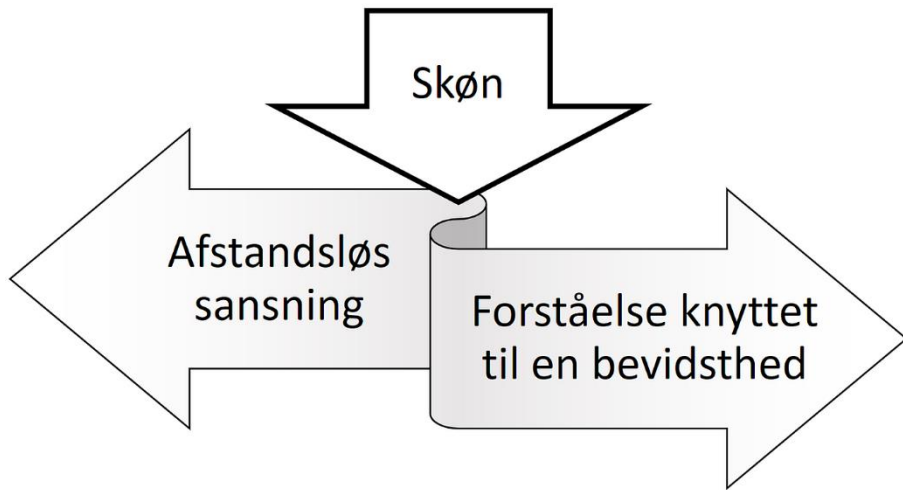 Skøn
Afstandsløs
sansning
Forståelse knyttet
til en bevidsthed